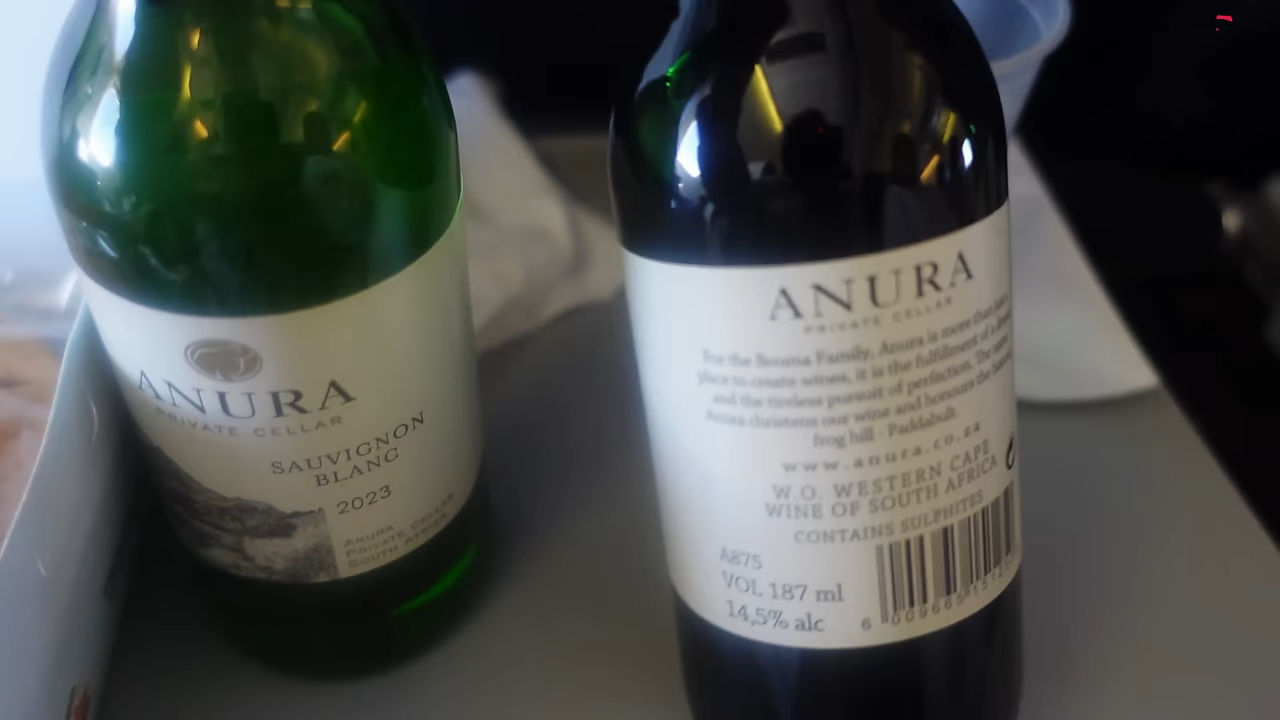 ANURA
PRIVATE CELLAR
SAUVIGNON
BLANC
2023
ANURA
PRIVATE CELLAR
SOUTH AFRICA
ANURA
PRIVATE CELLAR
For the Bouma Family, Anura is more than
place to create wines, it is the fulfillment of a
and the tireless pursuit of perfection. The
Anura christens our wine and honours the
frog hill - Paddabult.
www.anura.co.za
W.O. WESTERN CAPE
WINE OF SOUTH AFRICA
CONTAINS SULPHITES
A875
VOL 187 ml
14,5% alc
6 009665